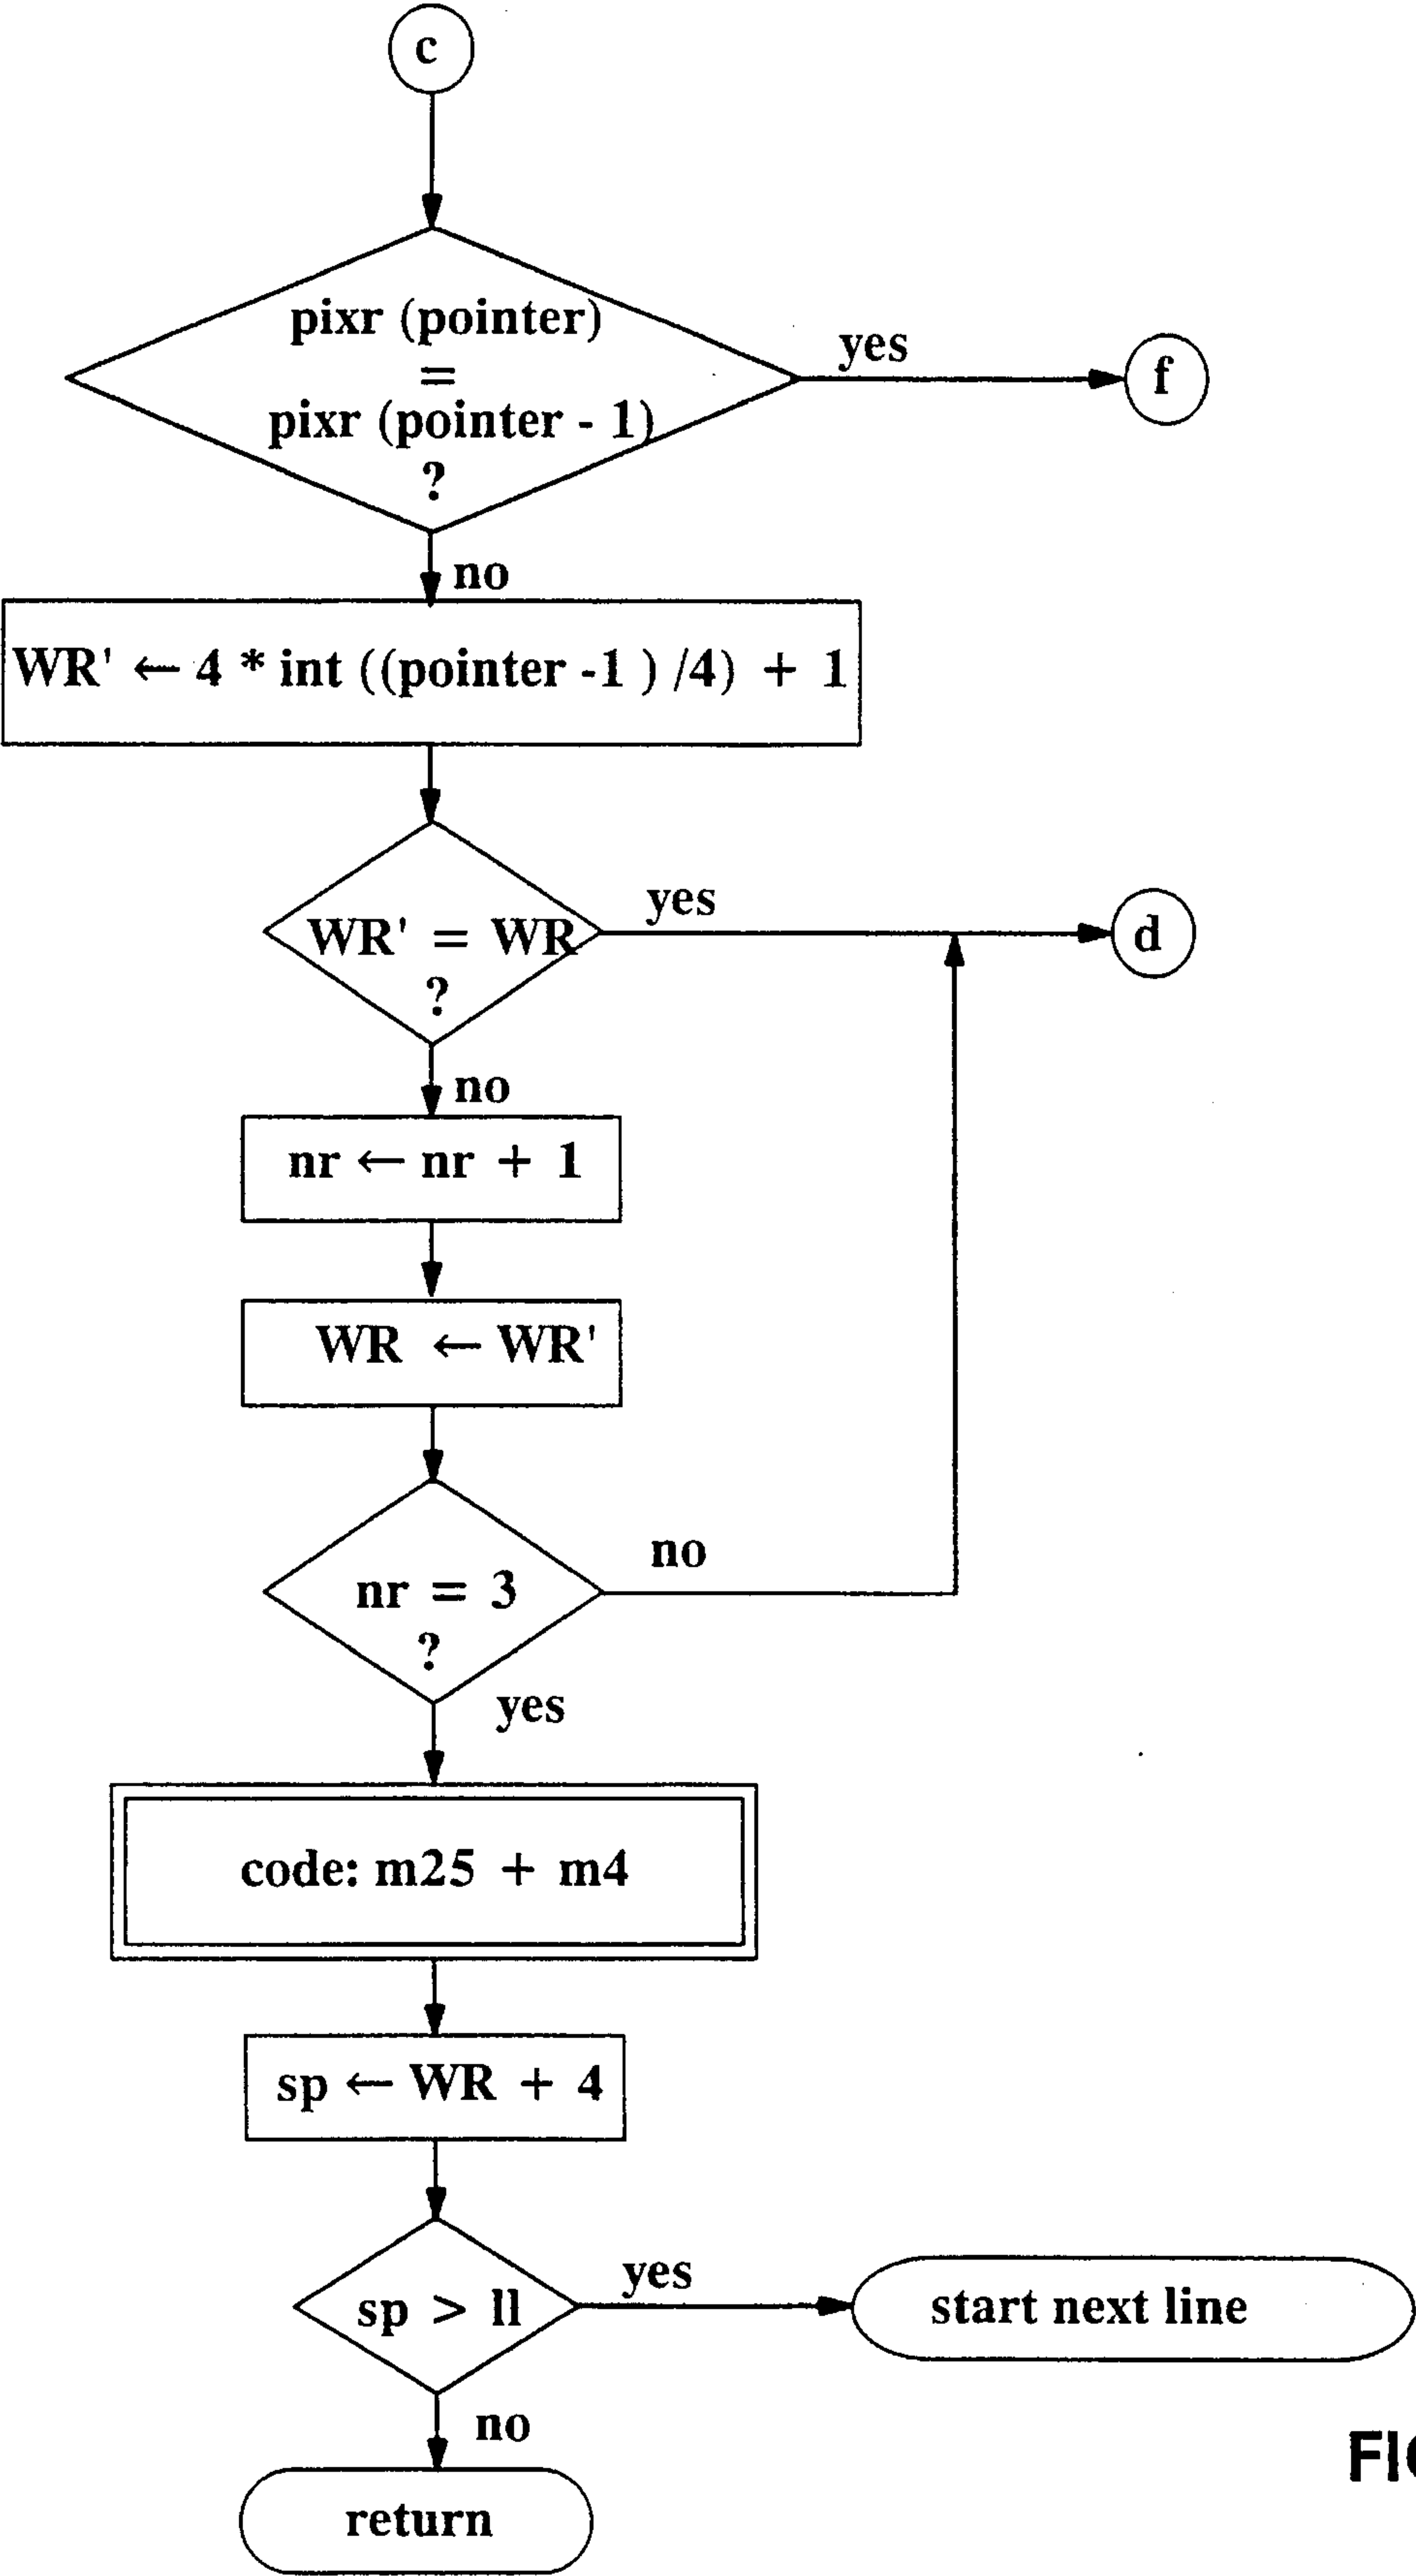 c
pixr (pointer)
=
pixr (pointer - 1)
?
yes
f
no
WR' ← 4 * int ((pointer -1 ) /4) + 1
WR' = WR
?
yes
d
no
nr ← nr + 1
WR ← WR'
nr = 3
?
no
yes
code: m25 + m4
sp ← WR + 4
sp > ll
yes
start next line
no
return